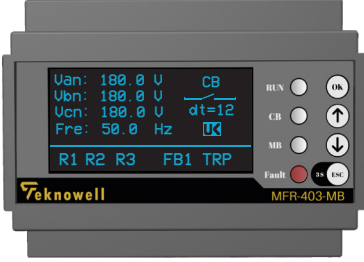 Van: 180.0 V
Vbn: 180.0 V
Vcn: 180.0 V
Fre: 50.0 Hz
CB
dt=12
R1 R2 R3 FB1 TRP
RUN
OK
CB
MB
Fault
3S
ESC
Teknowell
MFR-403-MB